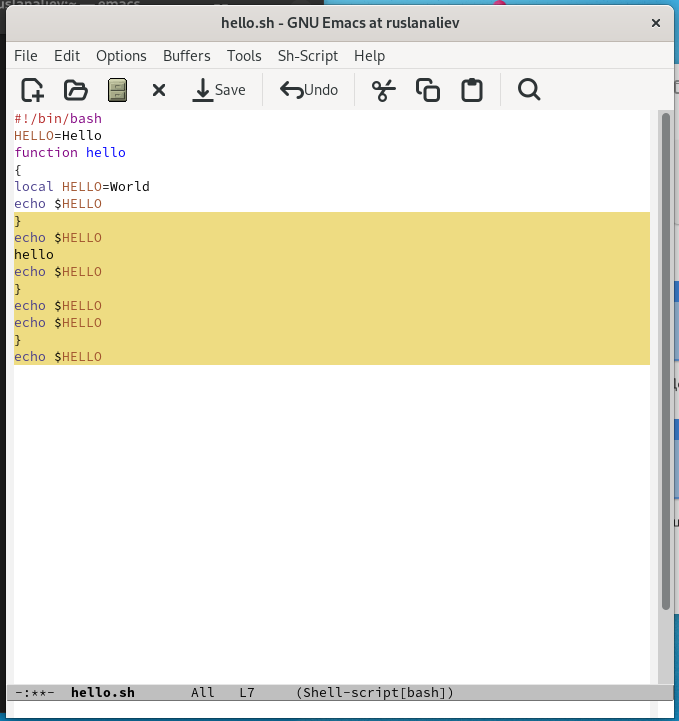 hello.sh - GNU Emacs at ruslanaliev
File Edit Options Buffers Tools Sh-Script Help
Save Undo
#!/bin/bash
HELLO=Hello
function hello
{
local HELLO=World
echo $HELLO
}
echo $HELLO
hello
echo $HELLO
}
echo $HELLO
echo $HELLO
}
echo $HELLO
-:**- hello.sh All L7 (Shell-script[bash])